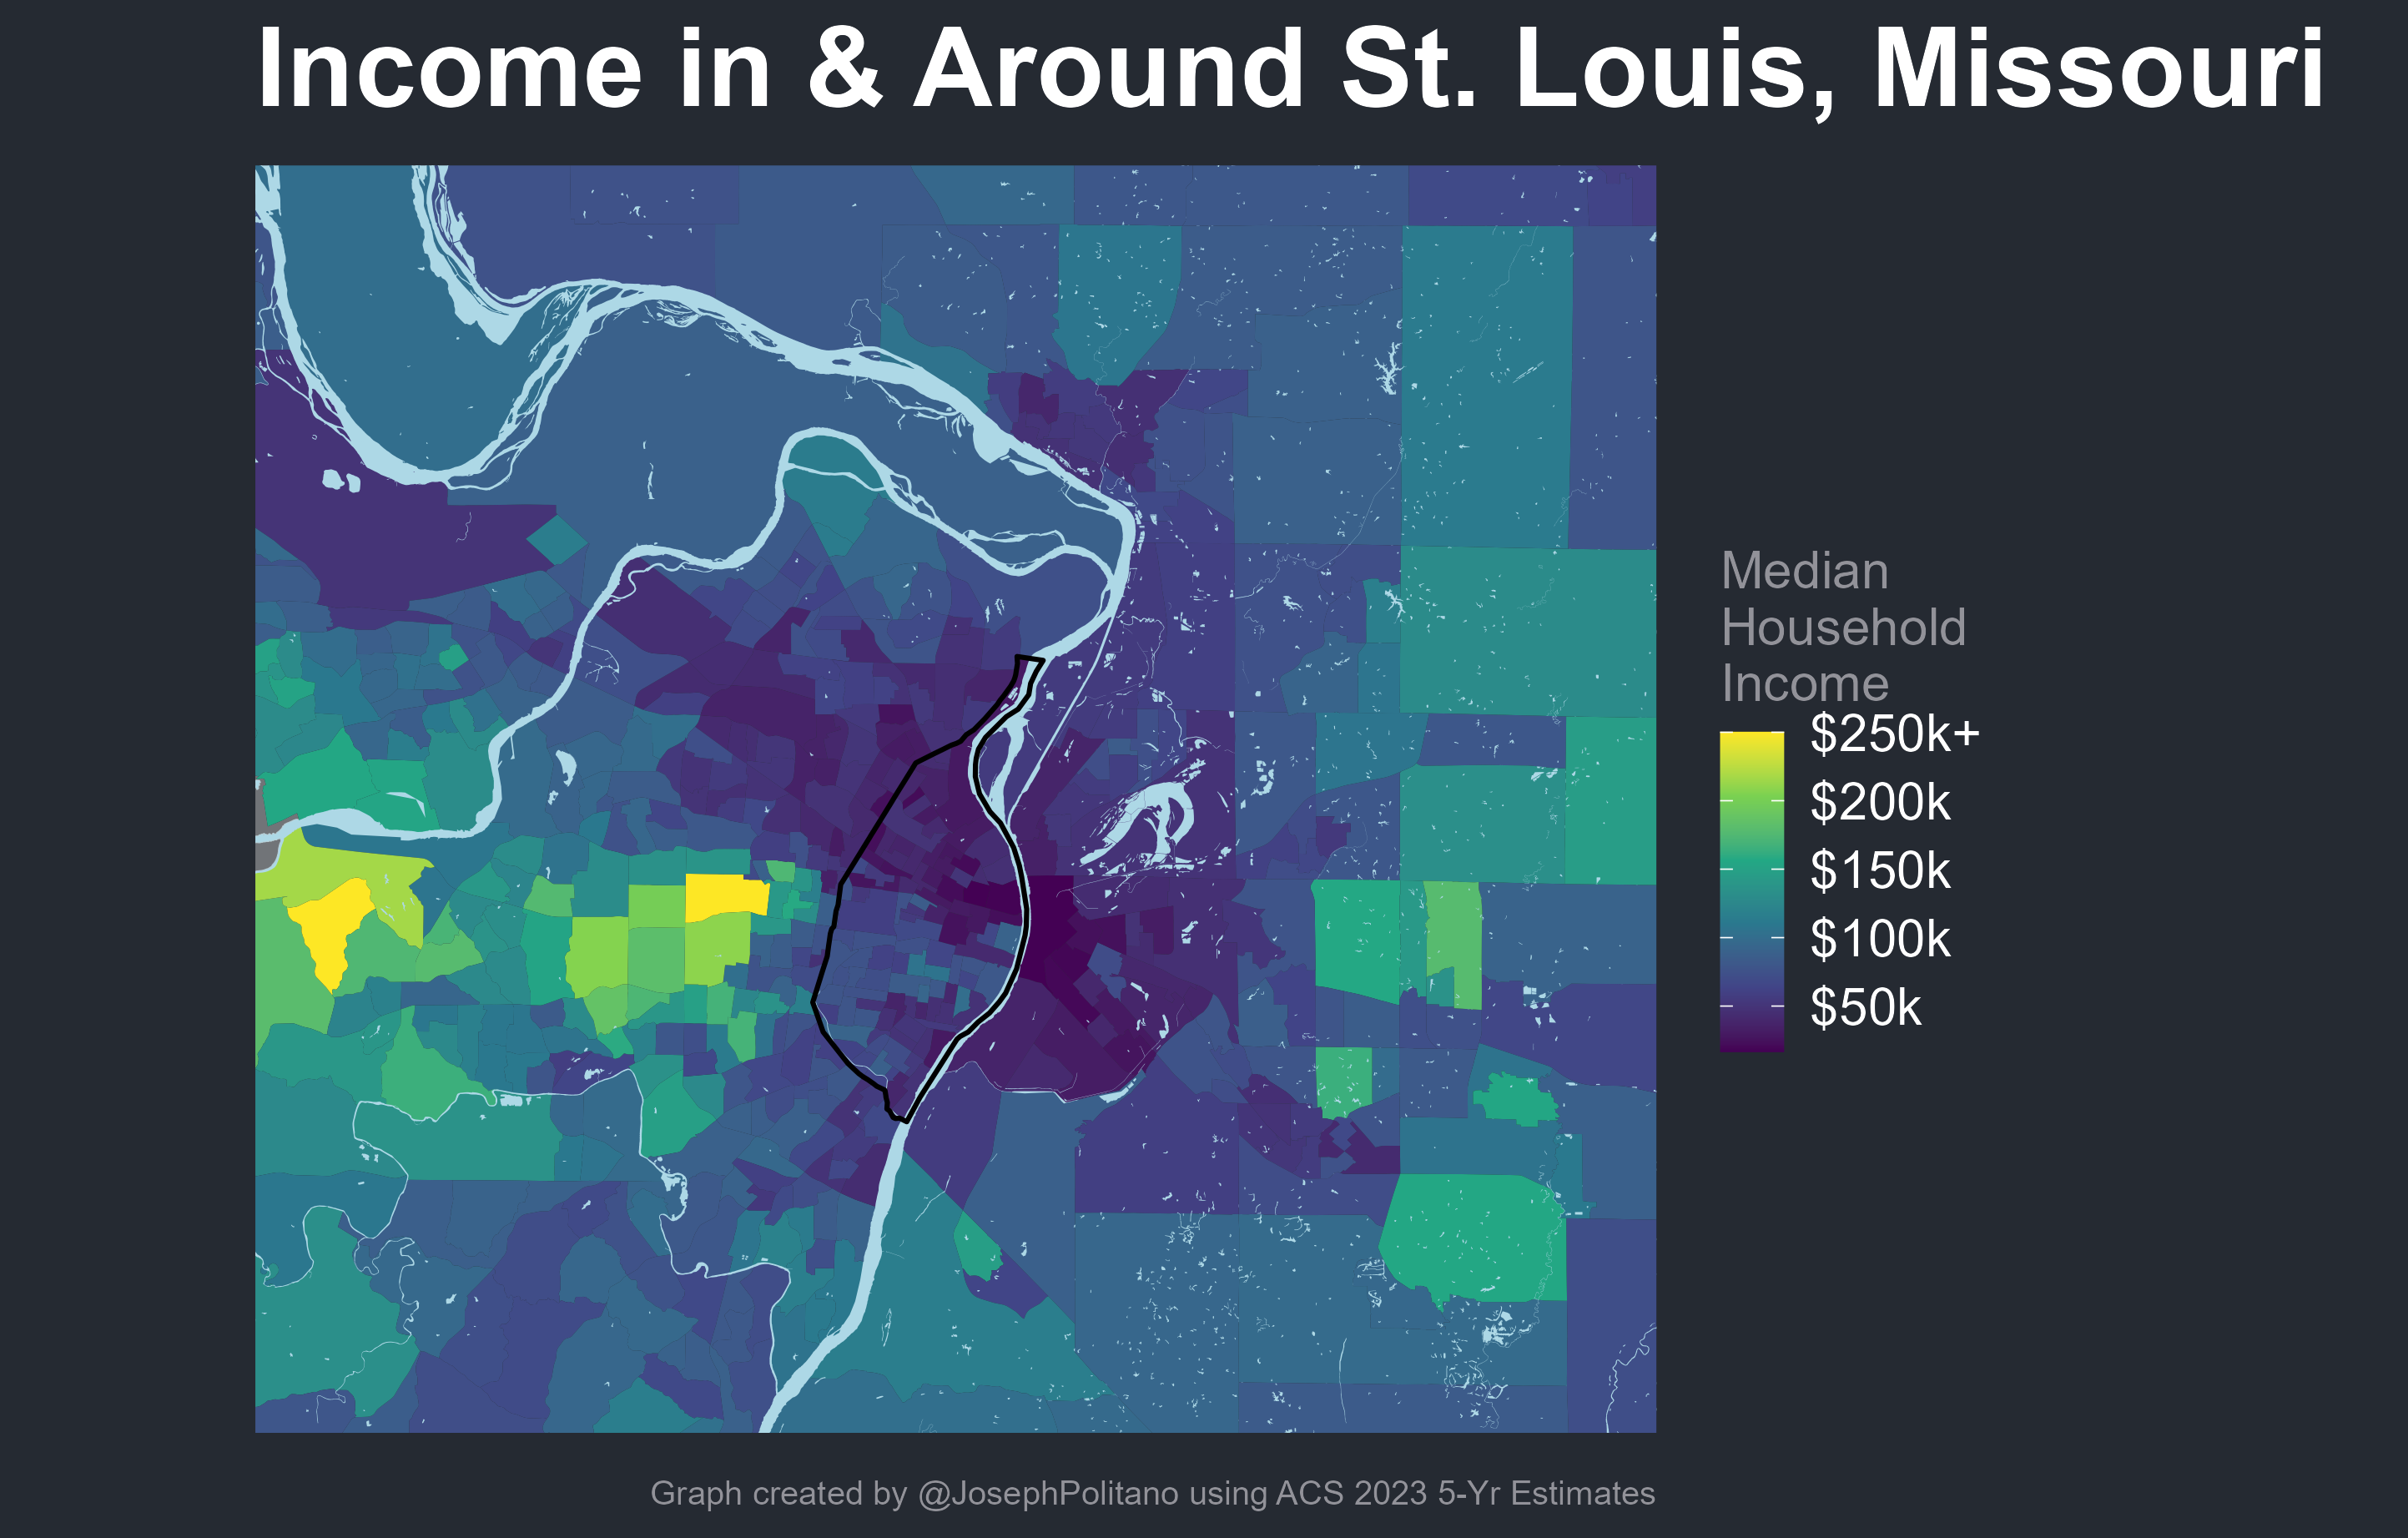 Income in & Around St. Louis, Missouri
Median
Household
Income
$250k+
$200k
$150k
$100k
$50k
Graph created by @JosephPolitano using ACS 2023 5-Yr Estimates